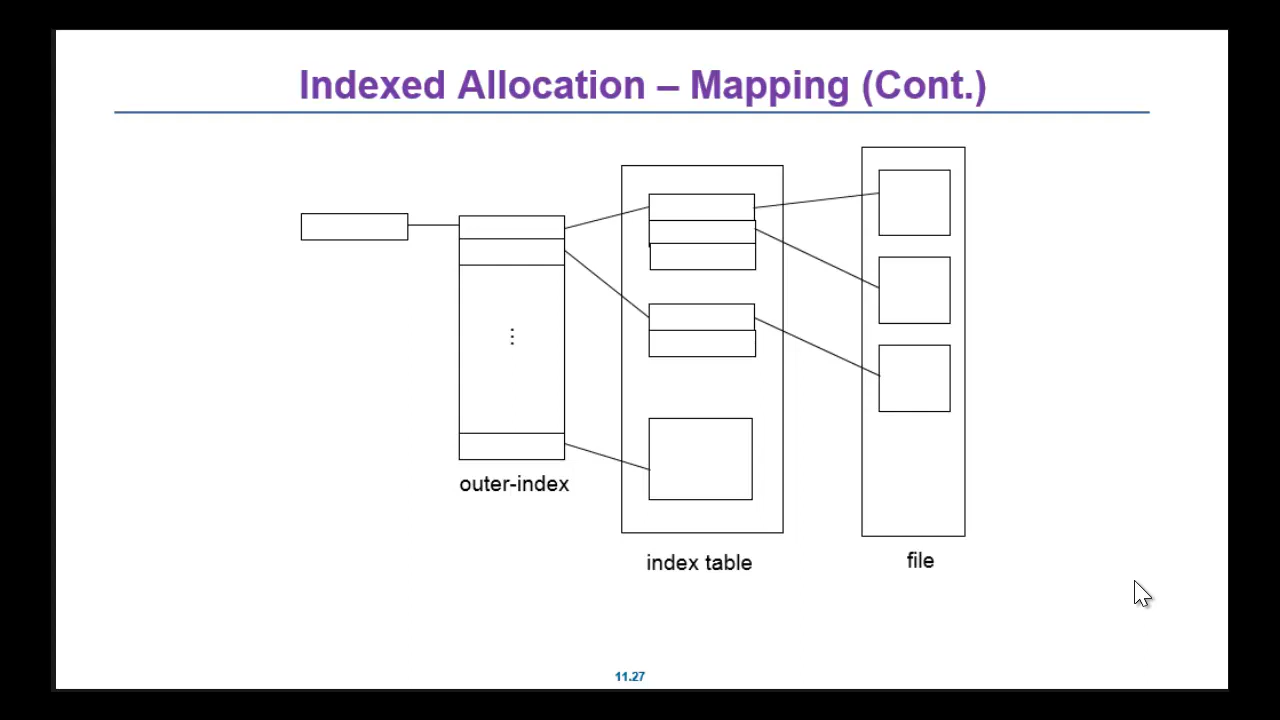 Indexed Allocation – Mapping (Cont.)
⋮
outer-index
index table
file
11.27